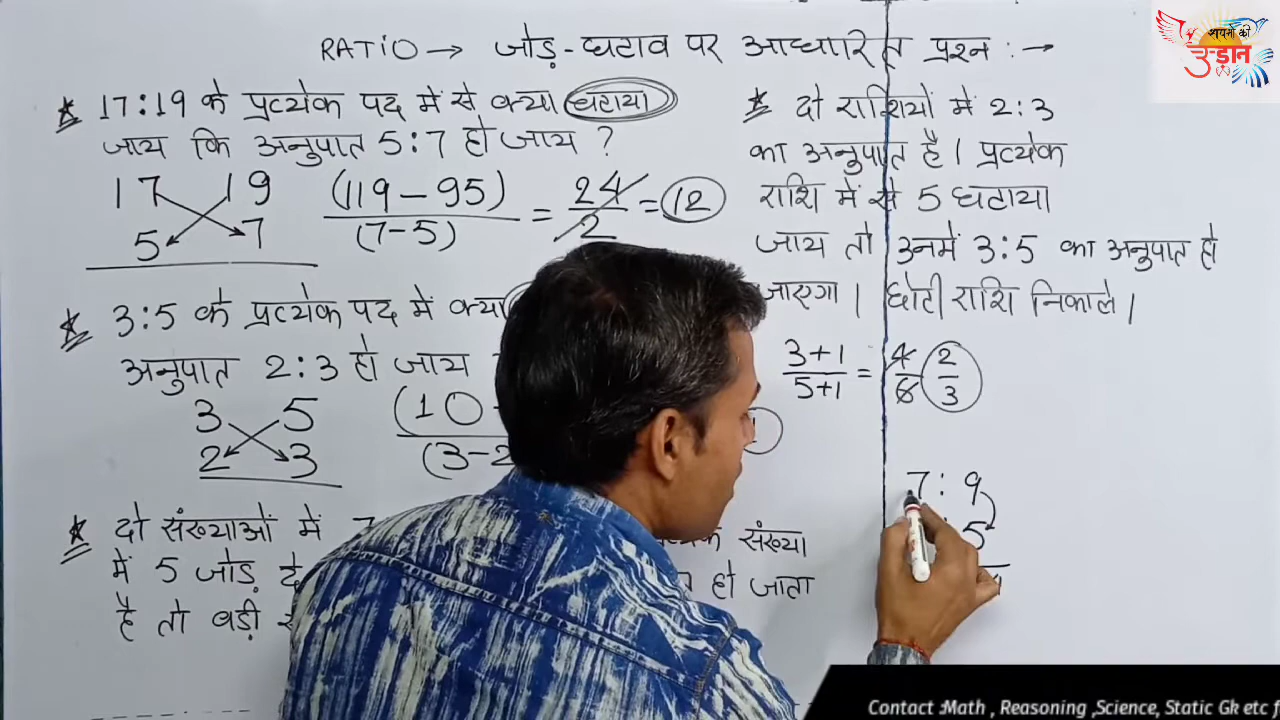 RATIO → जोड़ - घटाव पर आधारित प्रश्न : →
सपनों की
उड़ान
* 17:19 के प्रत्येक पद में से क्या घटाया
जाय कि अनुपात 5:7 हो जाय ?
17 19
5 7
(119 - 95) / (7-5) = 24/2 = 12
* 3:5 के प्रत्येक पद में क्या
अनुपात 2:3 हो जाय
3 5
2 3
(10
(3-2
* दो संख्याओं में 7
संख्या
में 5 जोड़ दे
हो जाता
है तो बड़ी
* दो राशियों में 2:3
का अनुपात है। प्रत्येक
राशि में से 5 घटाया
जाय तो उनमें 3:5 का अनुपात हो
जाएगा। छोटी राशि निकाले।
3+1 / 5+1 = 4/6 2/3
7 : 9
5
Contact :Math , Reasoning ,Science, Static Gk etc f